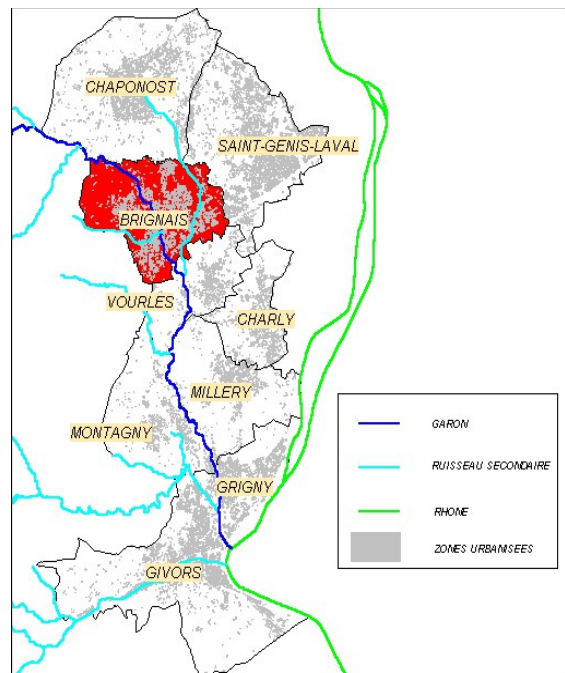 CHAPONOST
SAINT-GENIS-LAVAL
BRIGNAIS
VOURLES
CHARLY
MILLERY
MONTAGNY
GRIGNY
GIVORS
GARON
RUISSEAU SECONDAIRE
RHONE
ZONES URBANISEES